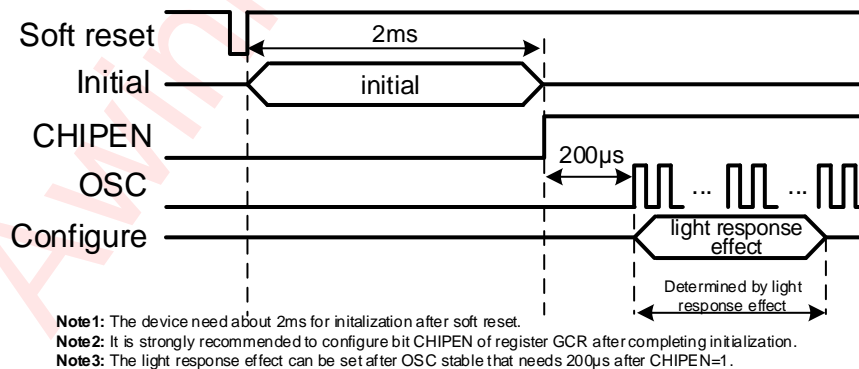 Soft reset
2ms
Initial
initial
CHIPEN
200µs
OSC
... ...
Configure
light response
effect
Determined by light
response effect
Note1: The device need about 2ms for initalization after soft reset.
Note2: It is strongly recommended to configure bit CHIPEN of register GCR after completing initialization.
Note3: The light response effect can be set after OSC stable that needs 200µs after CHIPEN=1.